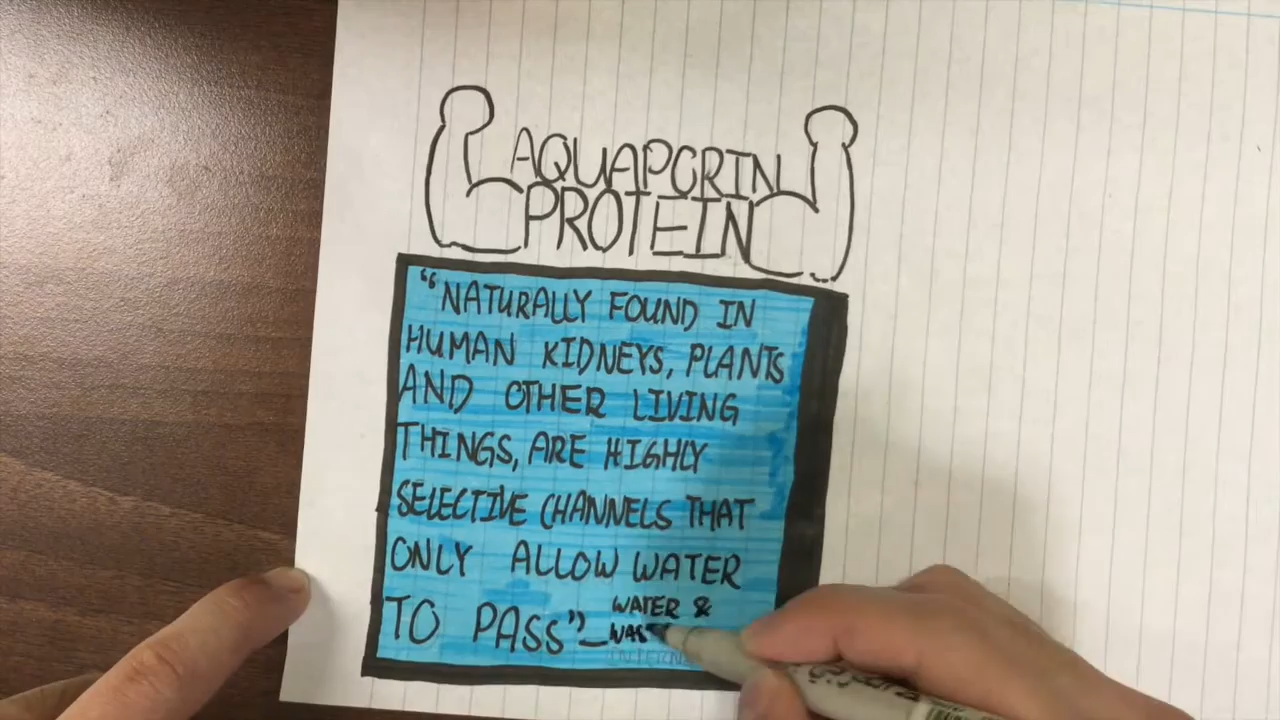 AQUAPORIN
PROTEIN
"NATURALLY FOUND IN
HUMAN KIDNEYS, PLANTS
AND OTHER LIVING
THINGS, ARE HIGHLY
SELECTIVE CHANNELS THAT
ONLY ALLOW WATER
TO PASS"—WATER &
WAS